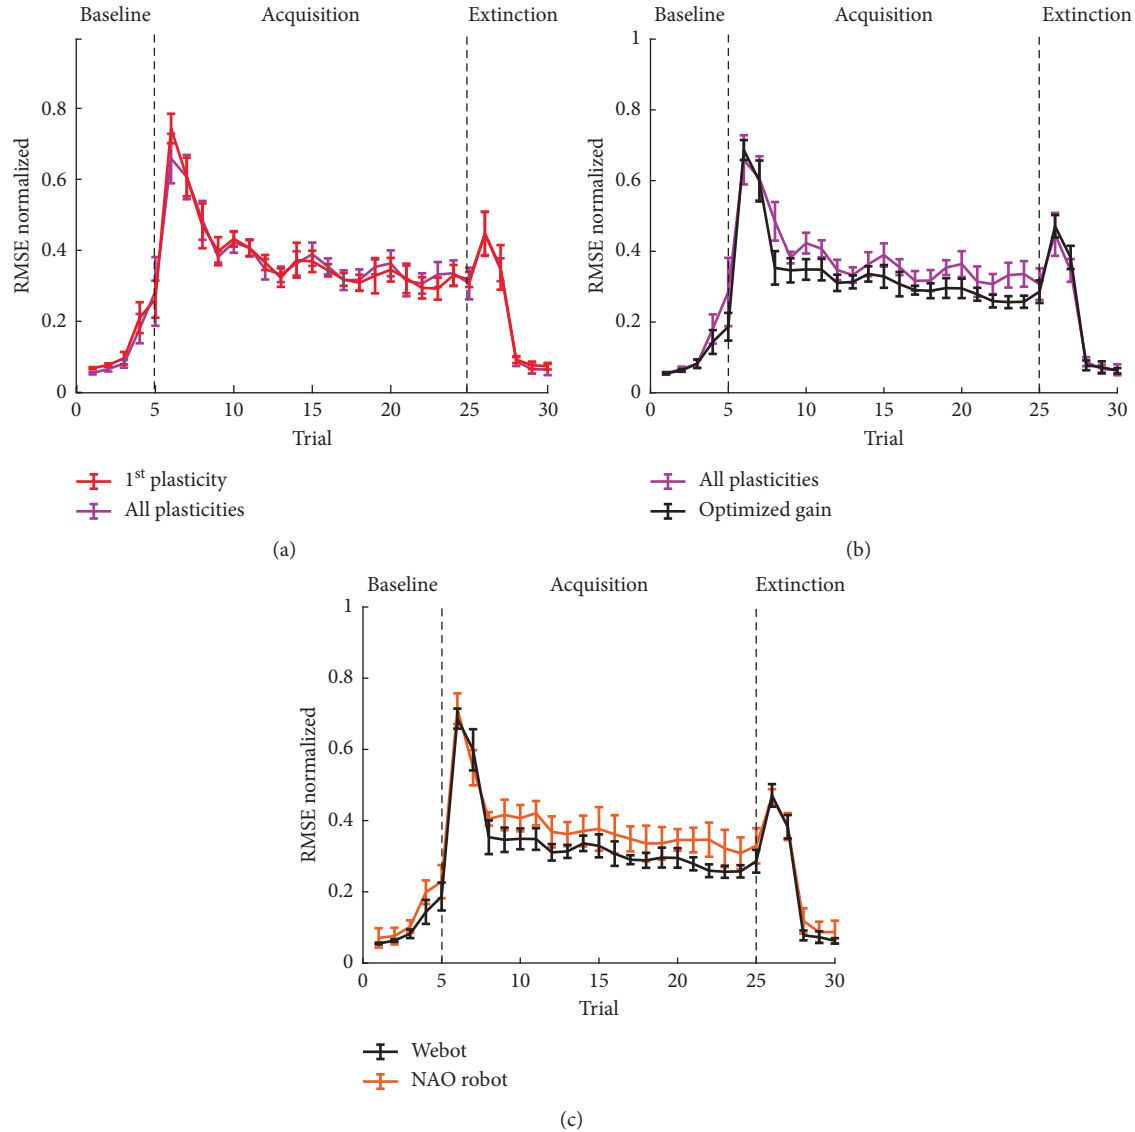 Baseline Acquisition Extinction
0.8
0.6
0.4
0.2
0
RMSE normalized
0 5 10 15 20 25 30
Trial
1st plasticity
All plasticities
(a)
Baseline Acquisition Extinction
1
0.8
0.6
0.4
0.2
0
RMSE normalized
0 5 10 15 20 25 30
Trial
All plasticities
Optimized gain
(b)
Baseline Acquisition Extinction
1
0.8
0.6
0.4
0.2
0
RMSE normalized
0 5 10 15 20 25 30
Trial
Webot
NAO robot
(c)